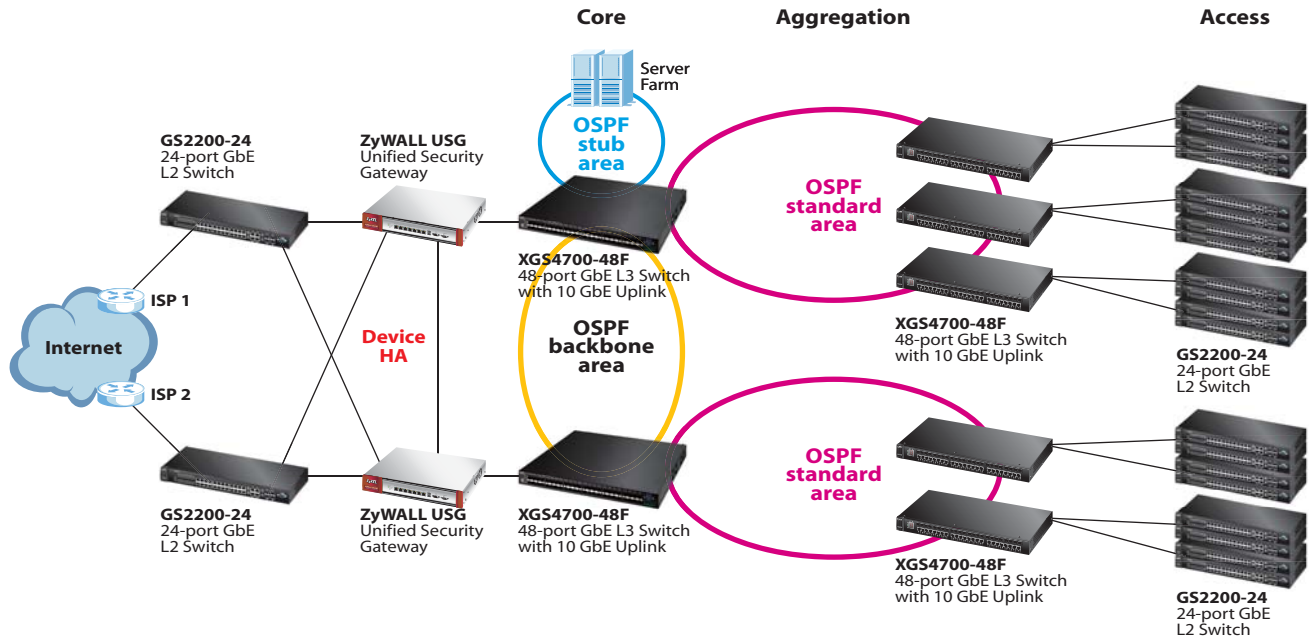 Core
Aggregation
Access
Server
Farm
OSPF
stub
area
GS2200-24
24-port GbE
L2 Switch
ZyWALL USG
Unified Security
Gateway
XGS4700-48F
48-port GbE L3 Switch
with 10 GbE Uplink
OSPF
standard
area
XGS4700-48F
48-port GbE L3 Switch
with 10 GbE Uplink
GS2200-24
24-port GbE
L2 Switch
ISP 1
Internet
ISP 2
Device
HA
OSPF
backbone
area
GS2200-24
24-port GbE
L2 Switch
ZyWALL USG
Unified Security
Gateway
XGS4700-48F
48-port GbE L3 Switch
with 10 GbE Uplink
OSPF
standard
area
XGS4700-48F
48-port GbE L3 Switch
with 10 GbE Uplink
GS2200-24
24-port GbE
L2 Switch